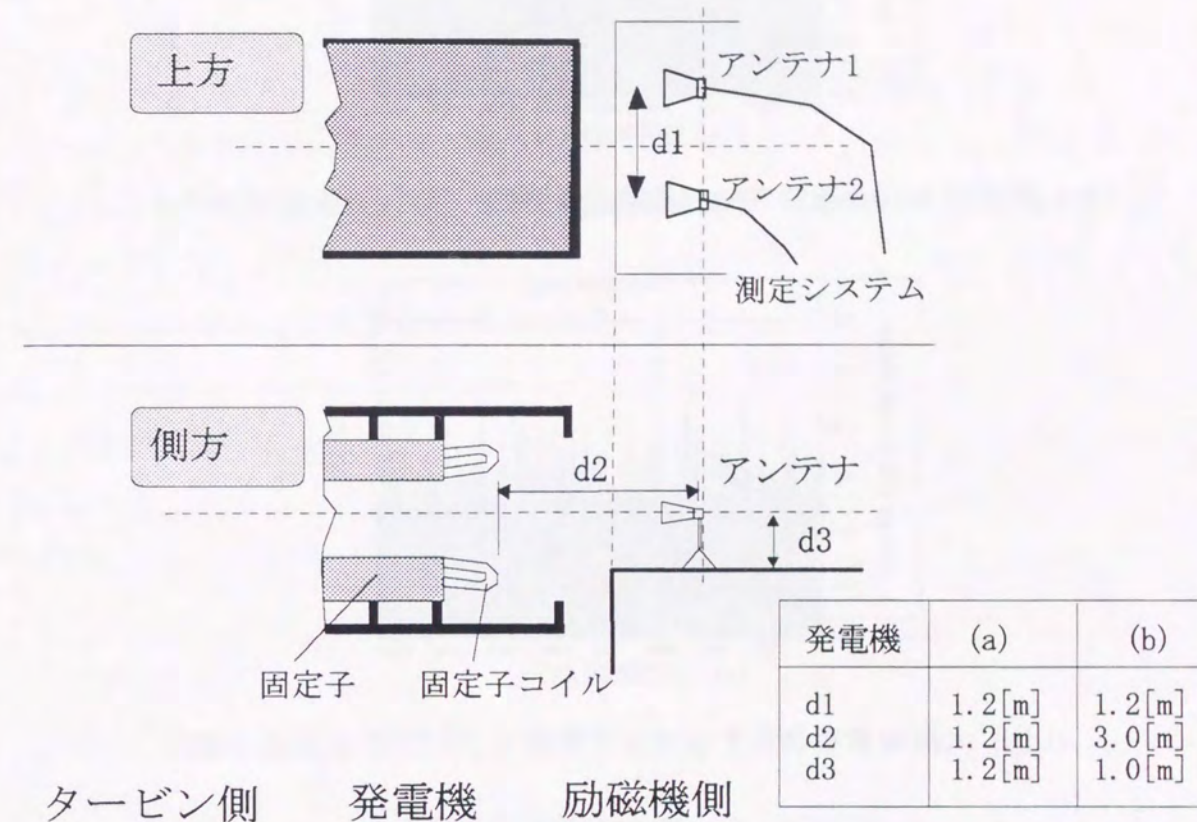 上方
アンテナ1
d1
アンテナ2
測定システム
側方
d2
アンテナ
d3
固定子
固定子コイル
発電機 (a) (b)
d1 1.2[m] 1.2[m]
d2 1.2[m] 3.0[m]
d3 1.2[m] 1.0[m]
タービン側 発電機 励磁機側